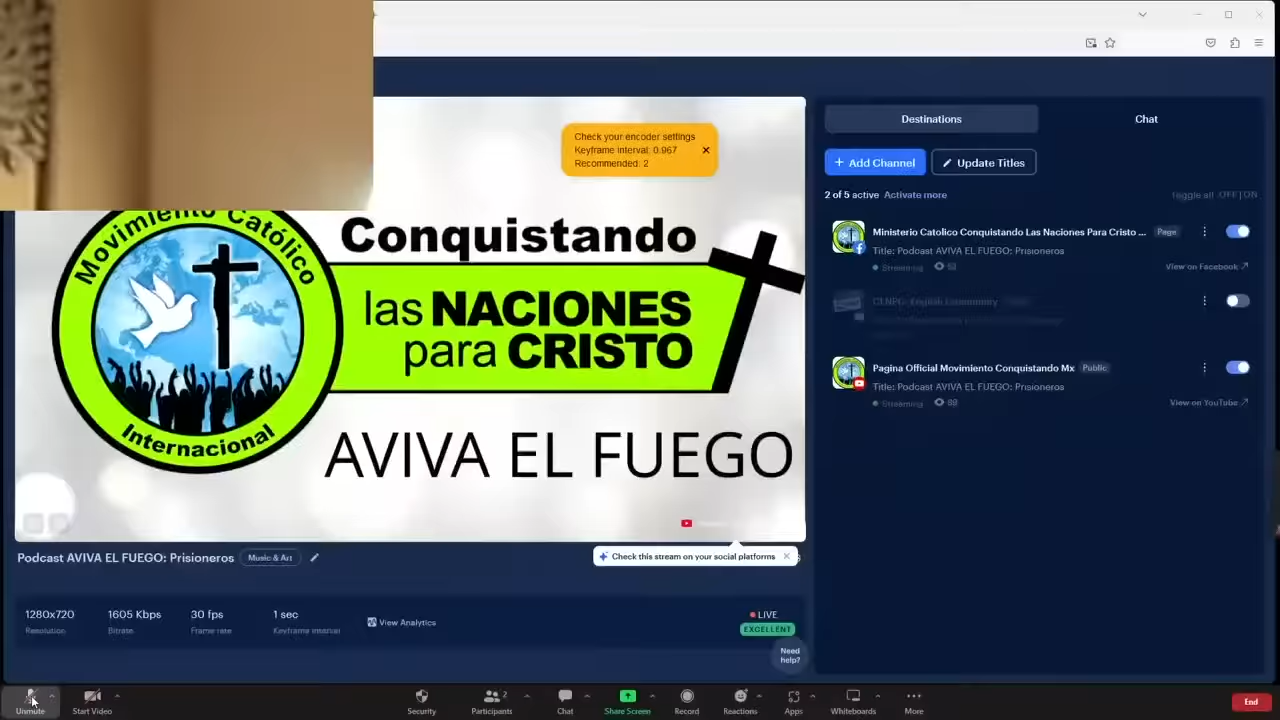 Check your encoder settings
Keyframe interval: 0.967
Recommended: 2
Movimiento Católico
Internacional
Conquistando
las NACIONES
para CRISTO
AVIVA EL FUEGO
Podcast AVIVA EL FUEGO: Prisioneros
Music & Art
Check this stream on your social platforms
1280x720
1605 Kbps
30 fps
1 sec
Resolution
Bitrate
Frame rate
Keyframe interval
View Analytics
LIVE
EXCELLENT
Need
help?
Destinations
Chat
+ Add Channel
Update Titles
2 of 5 active Activate more
Toggle all OFF|ON
Ministerio Catolico Conquistando Las Naciones Para Cristo ...
Page
Title: Podcast AVIVA EL FUEGO: Prisioneros
Streaming
View on Facebook
Pagina Official Movimiento Conquistando Mx
Public
Title: Podcast AVIVA EL FUEGO: Prisioneros
Streaming
View on YouTube
Unmute
Start Video
Security
Participants
2
Chat
Share Screen
Record
Reactions
Apps
Whiteboards
More
End